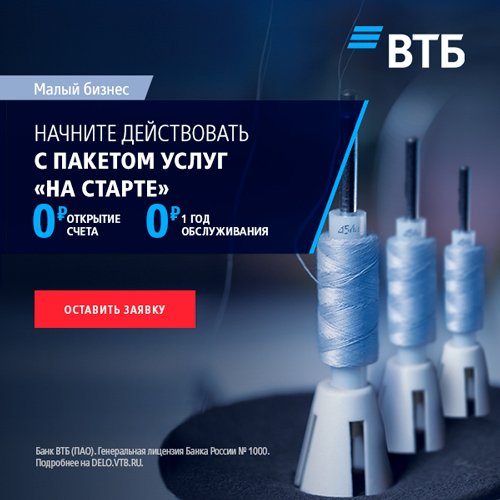 ВТБ
Малый бизнес
НАЧНИТЕ ДЕЙСТВОВАТЬ
С ПАКЕТОМ УСЛУГ
«НА СТАРТЕ»
0₽ ОТКРЫТИЕ СЧЕТА
0₽ 1 ГОД ОБСЛУЖИВАНИЯ
ОСТАВИТЬ ЗАЯВКУ
Банк ВТБ (ПАО). Генеральная лицензия Банка России № 1000.
Подробнее на DELO.VTB.RU.